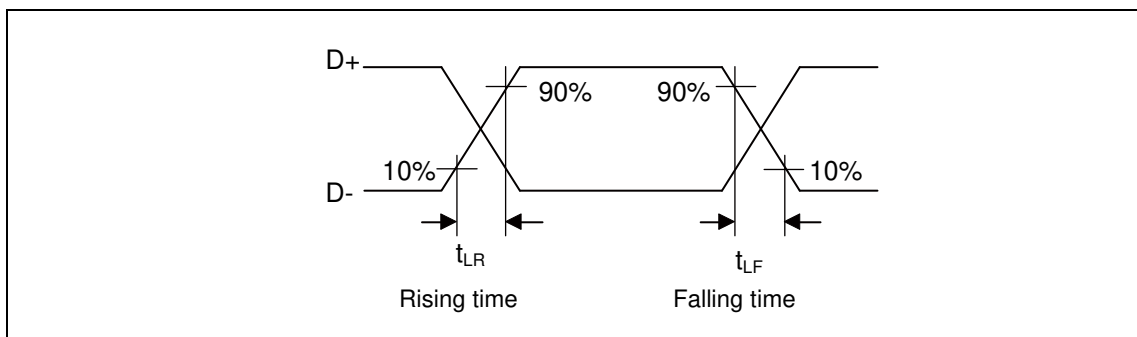 D+
90% 90%
10% 10%
D-
tLR tLF
Rising time Falling time